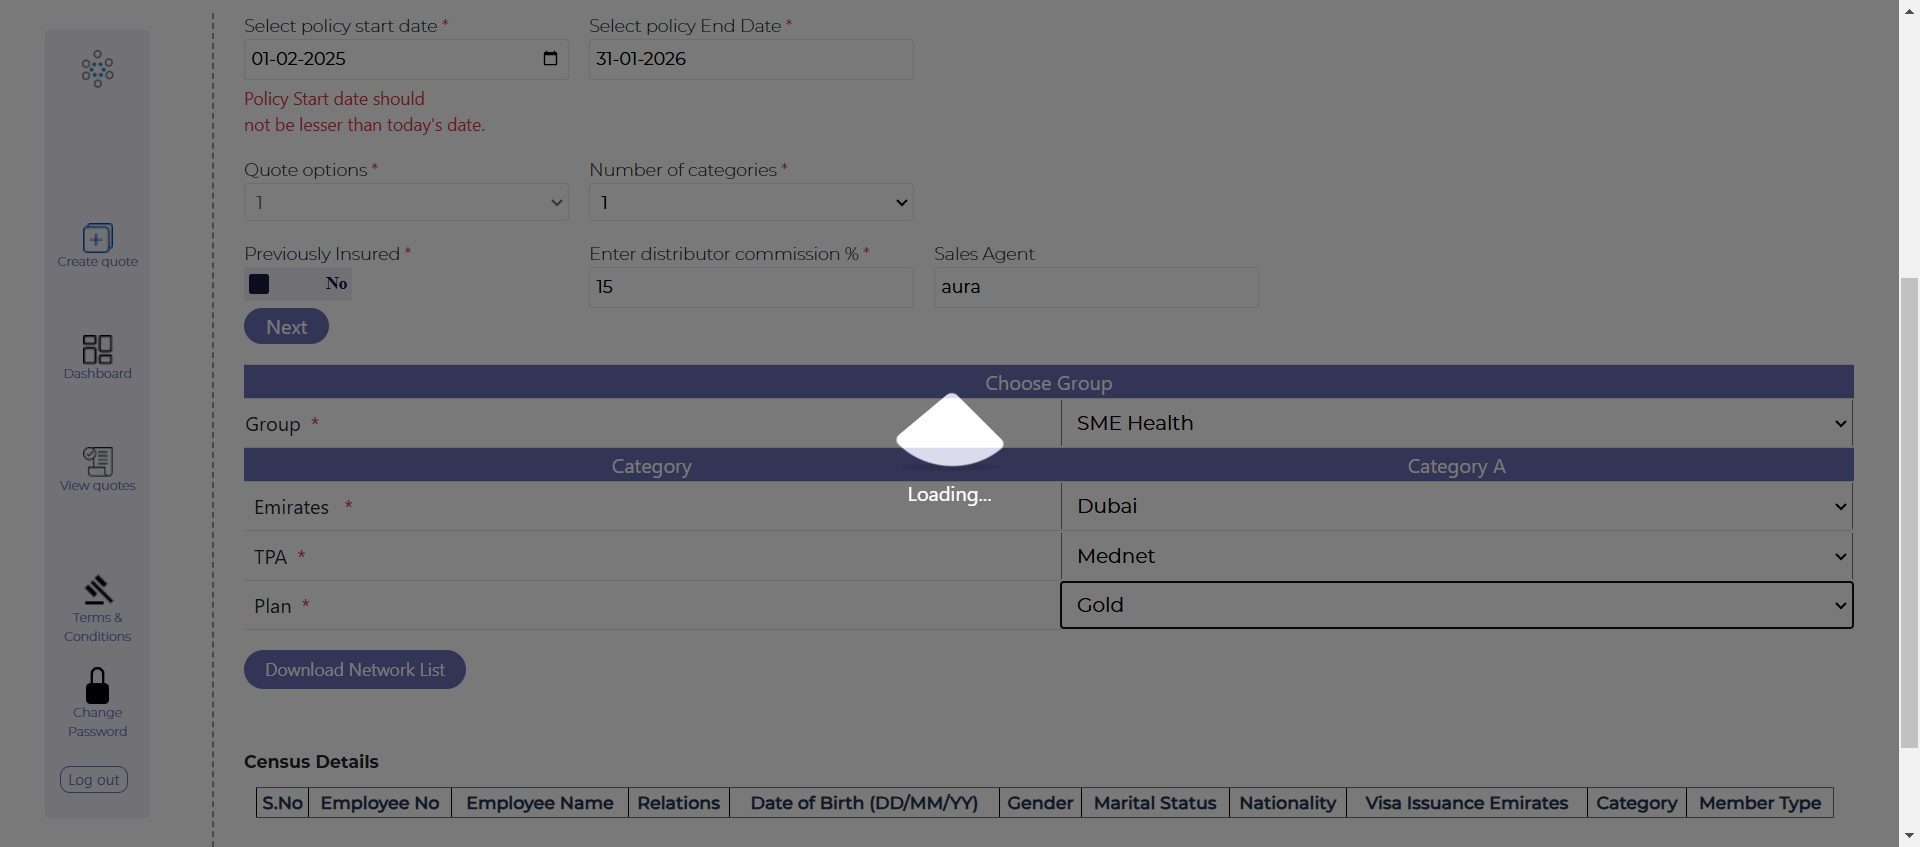 Select policy start date *
Select policy End Date *
01-02-2025
31-01-2026
Policy Start date should
not be lesser than today's date.
Quote options *
Number of categories *
1
1
Previously Insured *
Enter distributor commission % *
Sales Agent
No
15
aura
Next
Choose Group
Group *
SME Health
Category
Category A
Loading...
Emirates *
Dubai
TPA *
Mednet
Plan *
Gold
Download Network List
Census Details
S.No
Employee No
Employee Name
Relations
Date of Birth (DD/MM/YY)
Gender
Marital Status
Nationality
Visa Issuance Emirates
Category
Member Type
Create quote
Dashboard
View quotes
Terms &
Conditions
Change
Password
Log out